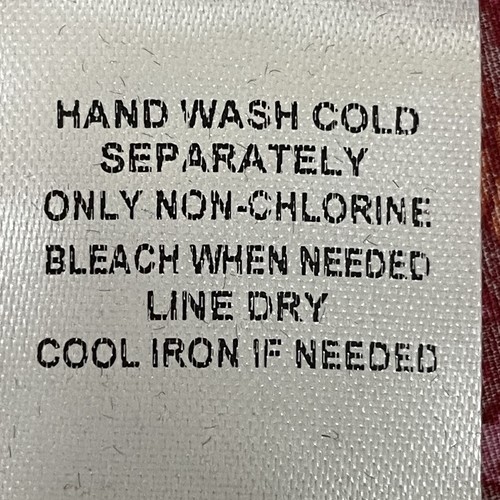 HAND WASH COLD
SEPARATELY
ONLY NON-CHLORINE
BLEACH WHEN NEEDED
LINE DRY
COOL IRON IF NEEDED